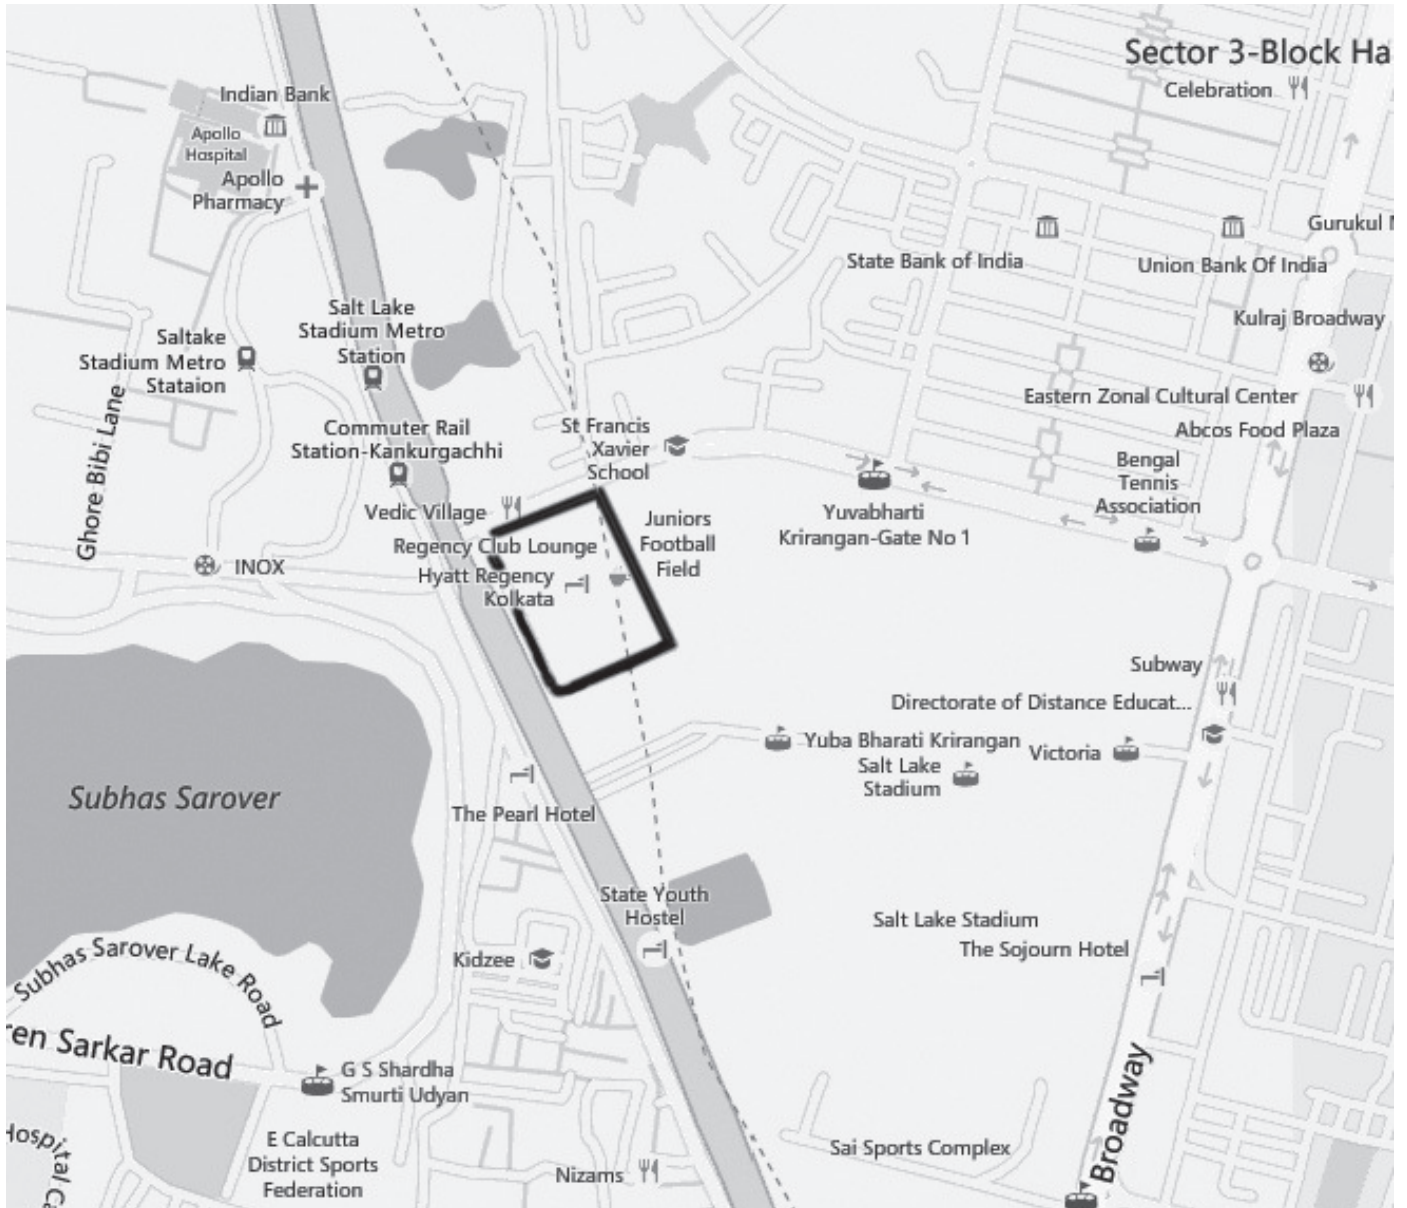 Sector 3-Block Ha
Celebration
Indian Bank
Apollo
Hospital
Apollo
Pharmacy
State Bank of India
Union Bank Of India
Gurukul
Salt Lake
Stadium Metro
Station
Saltake
Stadium Metro
Stataion
Kulraj Broadway
Ghore Bibi Lane
Eastern Zonal Cultural Center
Abcos Food Plaza
Commuter Rail
Station-Kankurgachhi
St Francis
Xavier
School
Bengal
Tennis
Association
Vedic Village
Regency Club Lounge
Hyatt Regency
Kolkata
Juniors
Football
Field
Yuvabharti
Krirangan-Gate No 1
INOX
Subway
Directorate of Distance Educat...
Yuba Bharati Krirangan
Salt Lake
Stadium
Victoria
Subhas Sarover
The Pearl Hotel
State Youth
Hostel
Salt Lake Stadium
The Sojourn Hotel
Kidzee
Subhas Sarover Lake Road
ren Sarkar Road
G S Shardha
Smurti Udyan
Broadway
Hospital Ca
E Calcutta
District Sports
Federation
Nizams
Sai Sports Complex